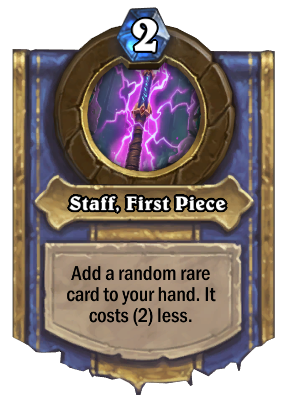 2
Staff, First Piece
Add a random rare
card to your hand. It
costs (2) less.